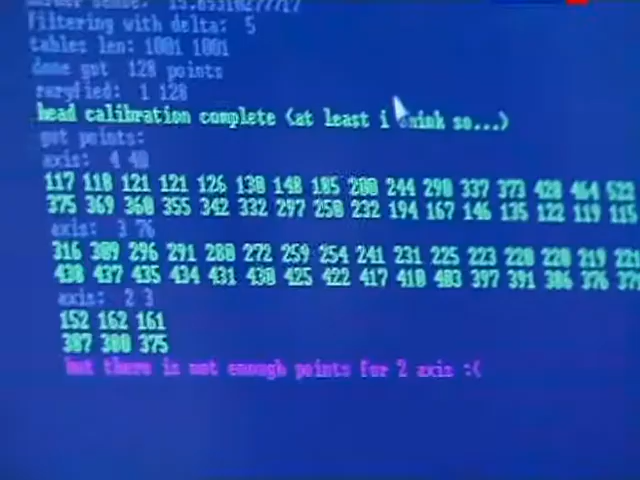 Filtering with delta: 5
tables len: 1001 1001
done got 128 points
raryfied: 1 128
head calibration complete (at least i think so...)
got points:
axis: 4 40
117 118 121 121 126 130 148 185 200 244 290 337 373 428 464 523
375 369 360 355 342 332 297 250 232 194 167 146 135 122 119 115
axis: 3 76
316 309 296 291 280 272 259 254 241 231 225 223 220 220 219 221
438 437 435 434 431 430 425 422 417 410 403 397 391 386 376
axis: 2 3
152 162 161
387 380 375
but there is not enough points for 2 axis :(